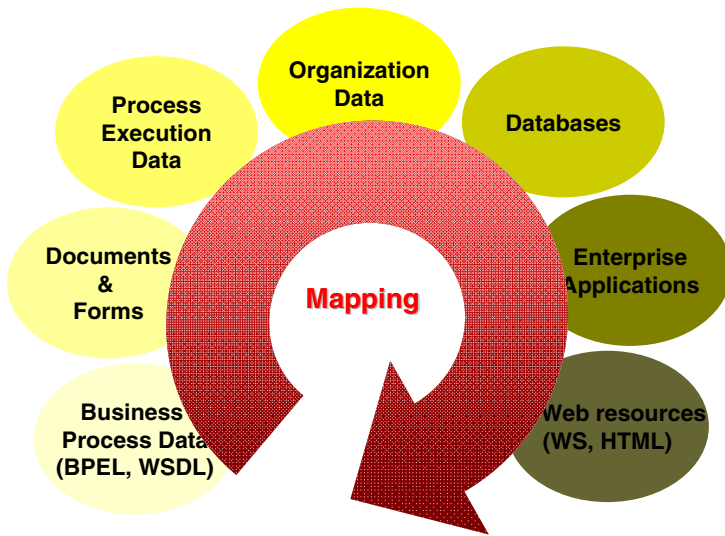 Organization
Data
Process
Execution
Data
Databases
Documents
&
Forms
Enterprise
Applications
Mapping
Business
Process Data
(BPEL, WSDL)
Web resources
(WS, HTML)